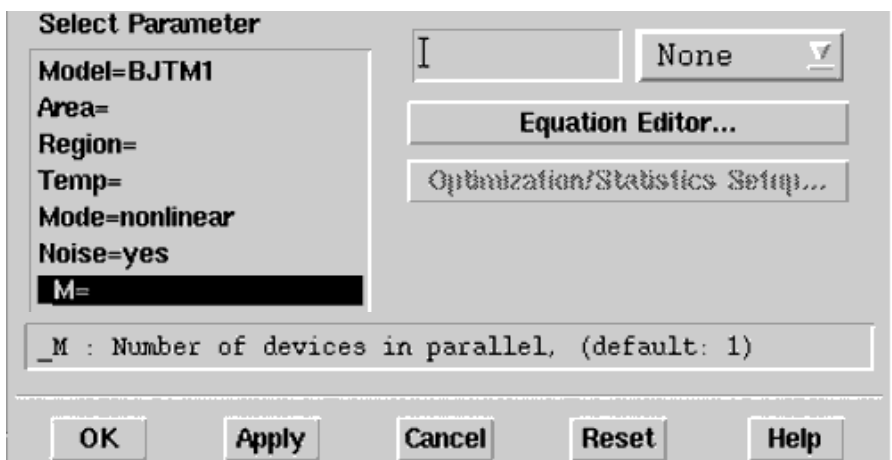 Select Parameter
None
Model=BJTM1
Area=
Region=
Temp=
Mode=nonlinear
Noise=yes
_M=
Equation Editor...
Optimization/Statistics Setup...
_M : Number of devices in parallel, (default: 1)
OK Apply Cancel Reset Help